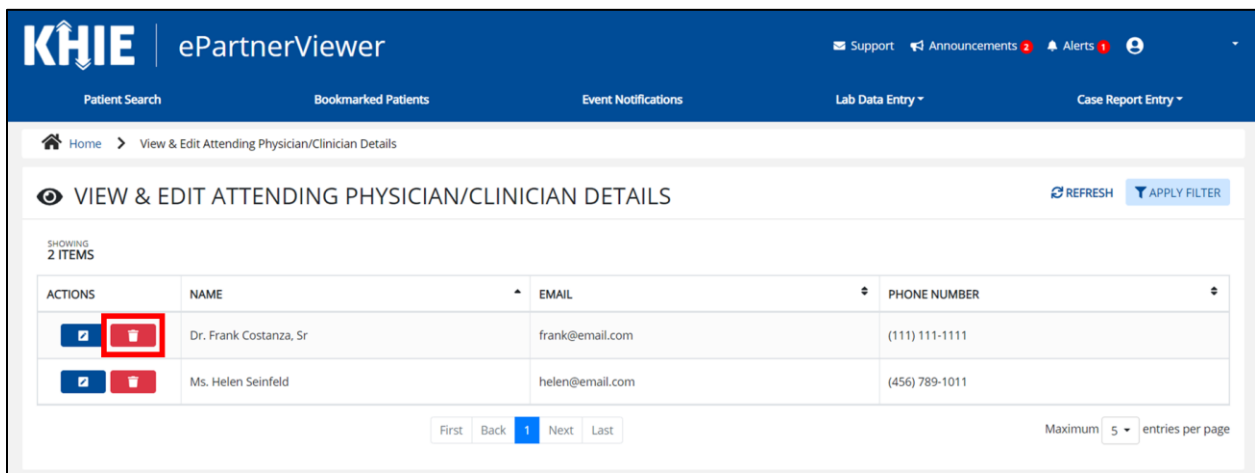 KHIE ePartnerViewer Support Announcements 2 Alerts 1
Patient Search Bookmarked Patients Event Notifications Lab Data Entry Case Report Entry
Home > View & Edit Attending Physician/Clinician Details
VIEW & EDIT ATTENDING PHYSICIAN/CLINICIAN DETAILS REFRESH APPLY FILTER
SHOWING
2 ITEMS
ACTIONS NAME EMAIL PHONE NUMBER
Dr. Frank Costanza, Sr frank@email.com (111) 111-1111
Ms. Helen Seinfeld helen@email.com (456) 789-1011
First Back 1 Next Last Maximum 5 entries per page